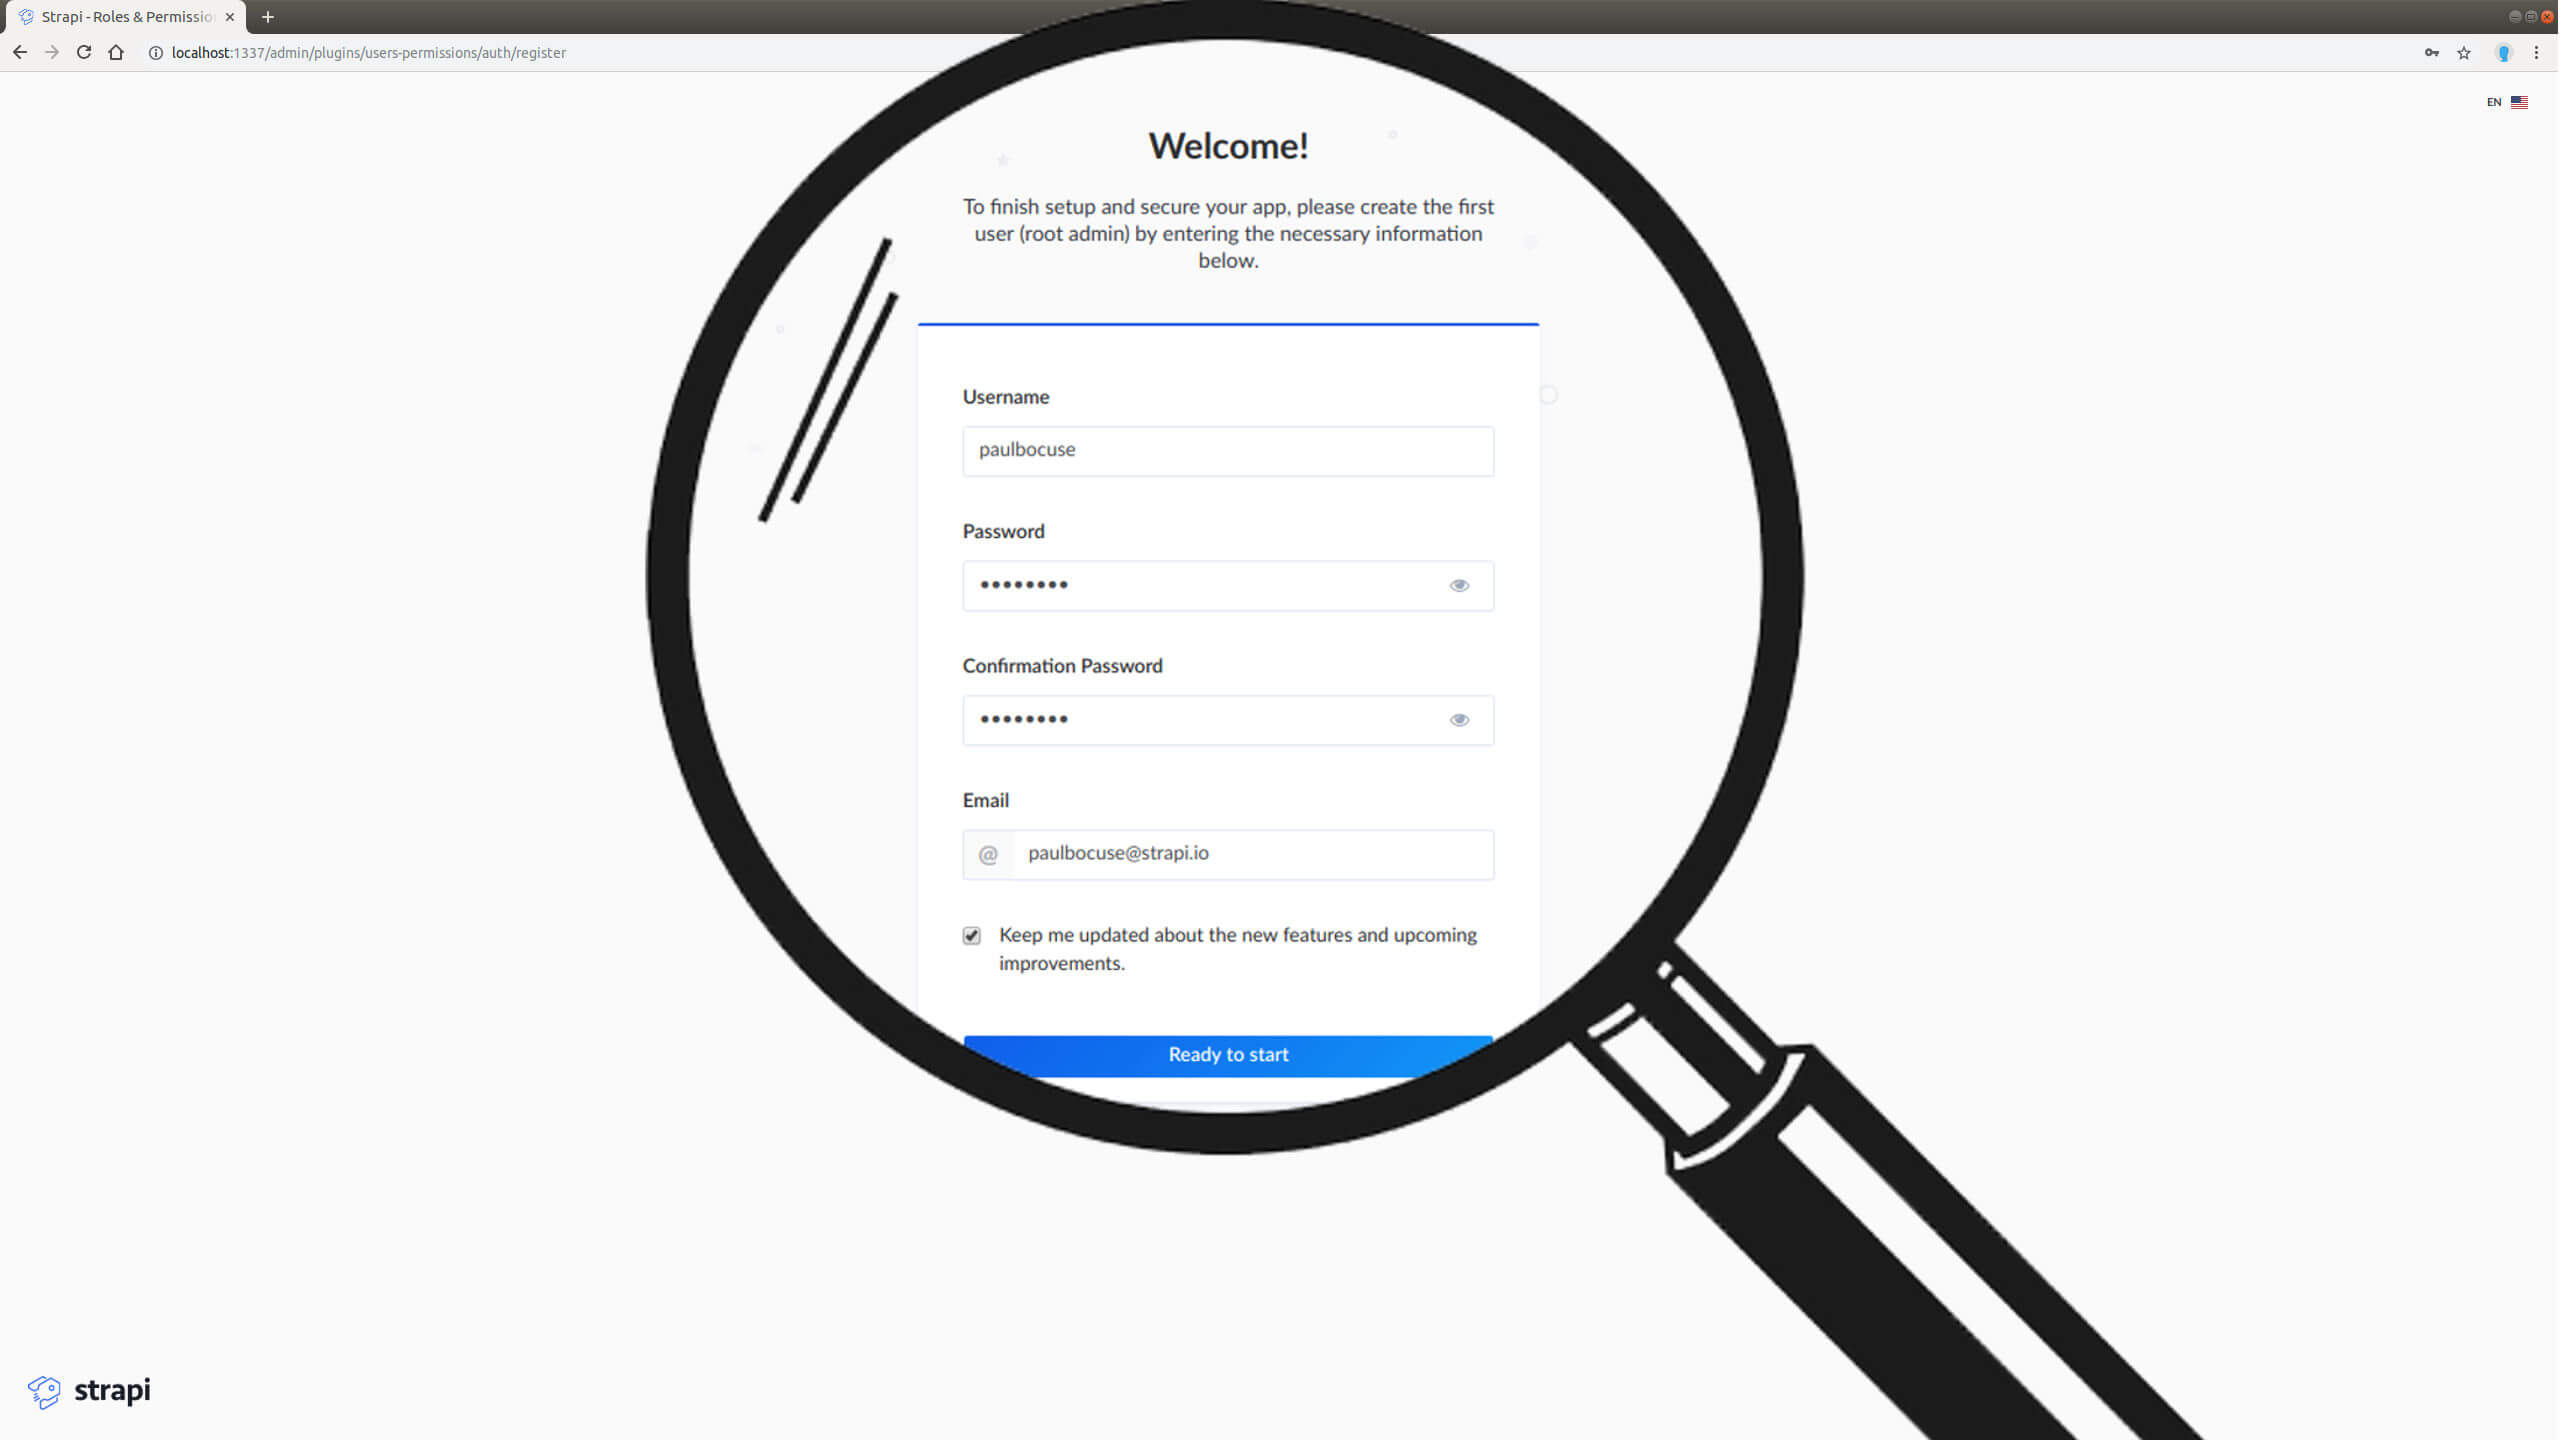 Strapi - Roles & Permissio
localhost:1337/admin/plugins/users-permissions/auth/register
EN
Welcome!
To finish setup and secure your app, please create the first
user (root admin) by entering the necessary information
below.
Username
paulbocuse
Password
••••••••
Confirmation Password
••••••••
Email
@ paulbocuse@strapi.io
Keep me updated about the new features and upcoming
improvements.
Ready to start
strapi